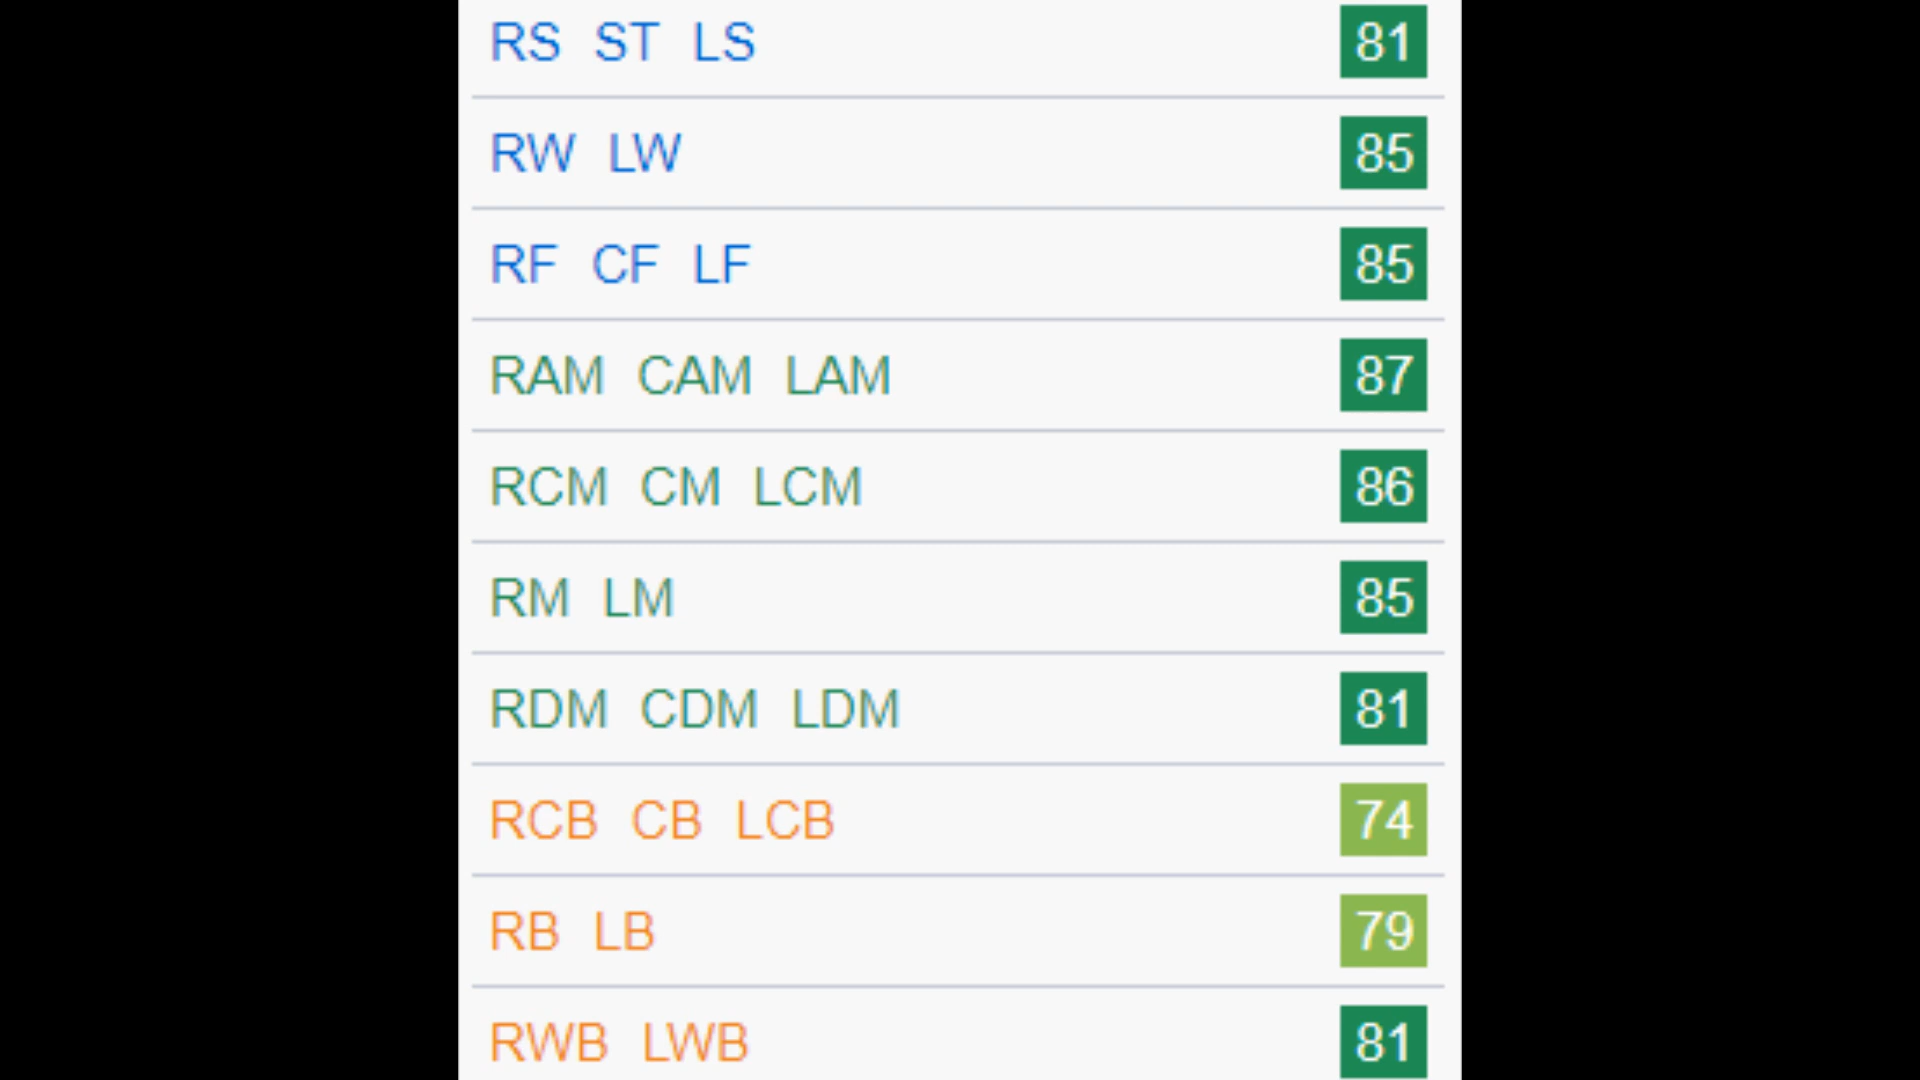 RS ST LS 81
RW LW 85
RF CF LF 85
RAM CAM LAM 87
RCM CM LCM 86
RM LM 85
RDM CDM LDM 81
RCB CB LCB 74
RB LB 79
RWB LWB 81